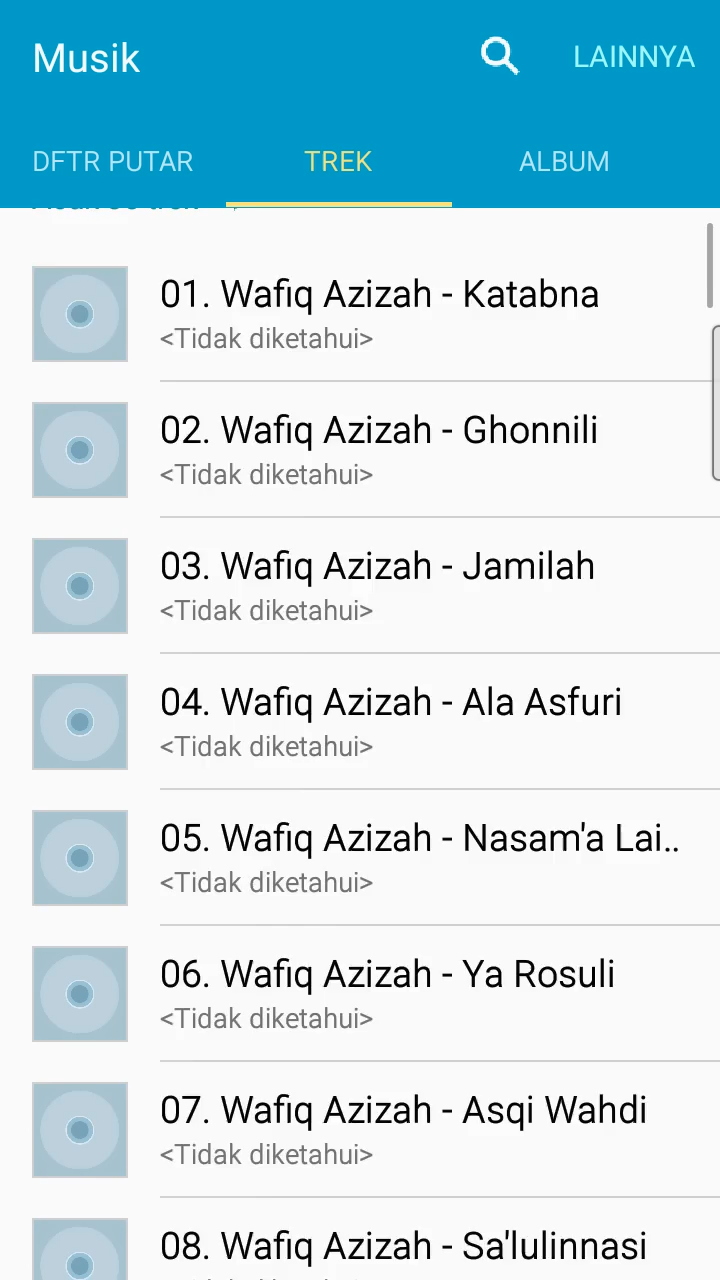 Musik
LAINNYA
DFTR PUTAR
TREK
ALBUM
01. Wafiq Azizah - Katabna
<Tidak diketahui>
02. Wafiq Azizah - Ghonnili
<Tidak diketahui>
03. Wafiq Azizah - Jamilah
<Tidak diketahui>
04. Wafiq Azizah - Ala Asfuri
<Tidak diketahui>
05. Wafiq Azizah - Nasam'a Lai..
<Tidak diketahui>
06. Wafiq Azizah - Ya Rosuli
<Tidak diketahui>
07. Wafiq Azizah - Asqi Wahdi
<Tidak diketahui>
08. Wafiq Azizah - Sa'lulinnasi